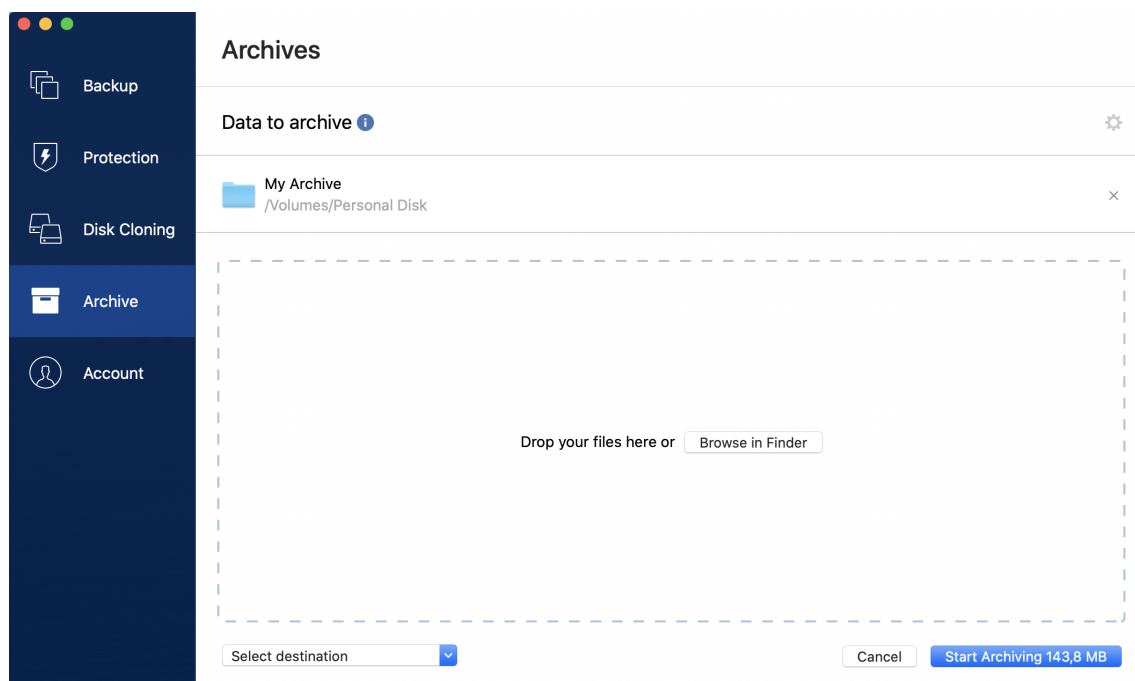 Backup
Protection
Disk Cloning
Archive
Account
Archives
Data to archive
My Archive
/Volumes/Personal Disk
Drop your files here or Browse in Finder
Select destination
Cancel
Start Archiving 143,8 MB